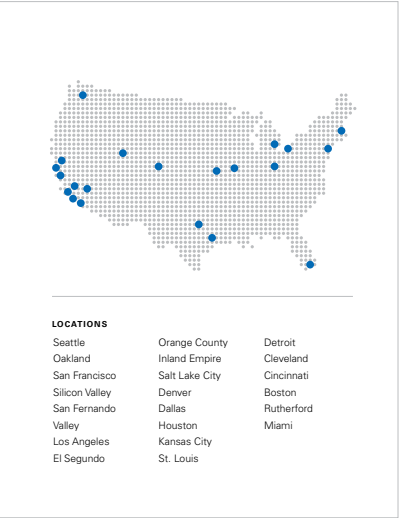 LOCATIONS
Seattle
Oakland
San Francisco
Silicon Valley
San Fernando
Valley
Los Angeles
El Segundo
Orange County
Inland Empire
Salt Lake City
Denver
Dallas
Houston
Kansas City
St. Louis
Detroit
Cleveland
Cincinnati
Boston
Rutherford
Miami